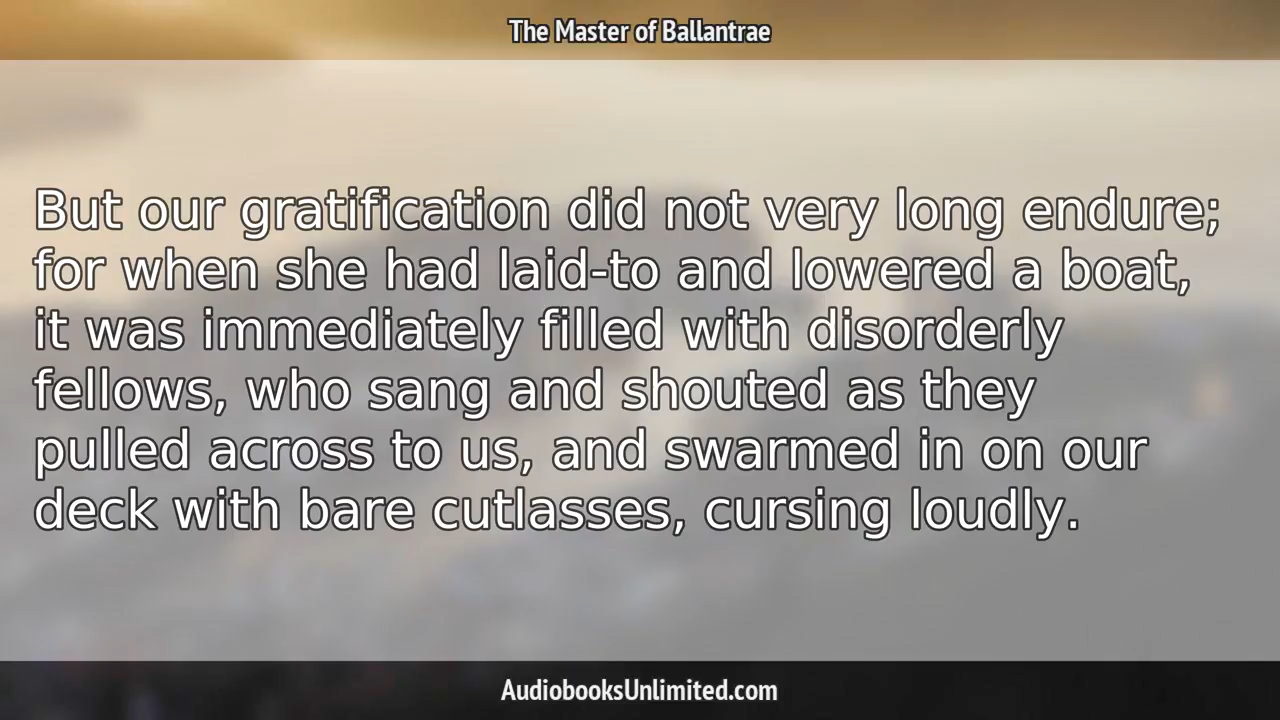 The Master of Ballantrae
But our gratification did not very long endure;
for when she had laid-to and lowered a boat,
it was immediately filled with disorderly
fellows, who sang and shouted as they
pulled across to us, and swarmed in on our
deck with bare cutlasses, cursing loudly.
AudiobooksUnlimited.com